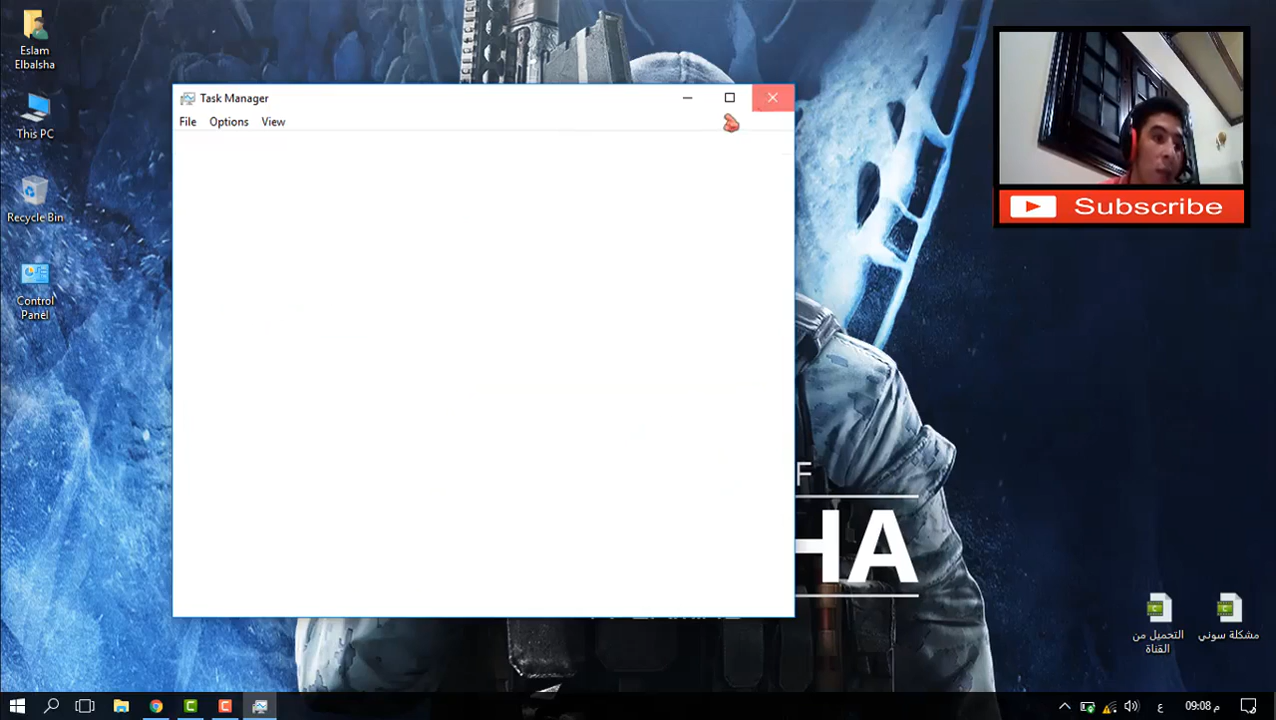 Eslam
Elbalsha
This PC
Recycle Bin
Control
Panel
Task Manager
File Options View
Subscribe
F
HA
التحميل من
القناة
مشكلة سوني
ع
09:08 م